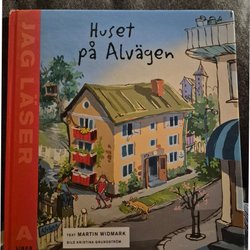 JAG LÄSER
A
Huset
på Alvägen
TEXT MARTIN WIDMARK
BILD KRISTINA GRUNDSTRÖM